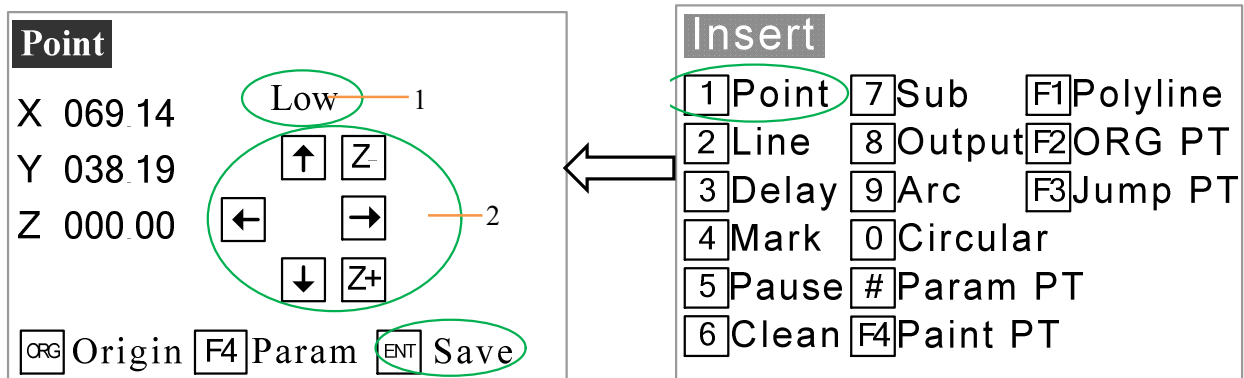 Point
Low 1
X 069.14
Y 038.19
Z 000.00
↑ Z-
← →
2
↓ Z+
ORG Origin F4 Param ENT Save
Insert
1 Point 7 Sub F1 Polyline
2 Line 8 Output F2 ORG PT
3 Delay 9 Arc F3 Jump PT
4 Mark 0 Circular
5 Pause # Param PT
6 Clean F4 Paint PT